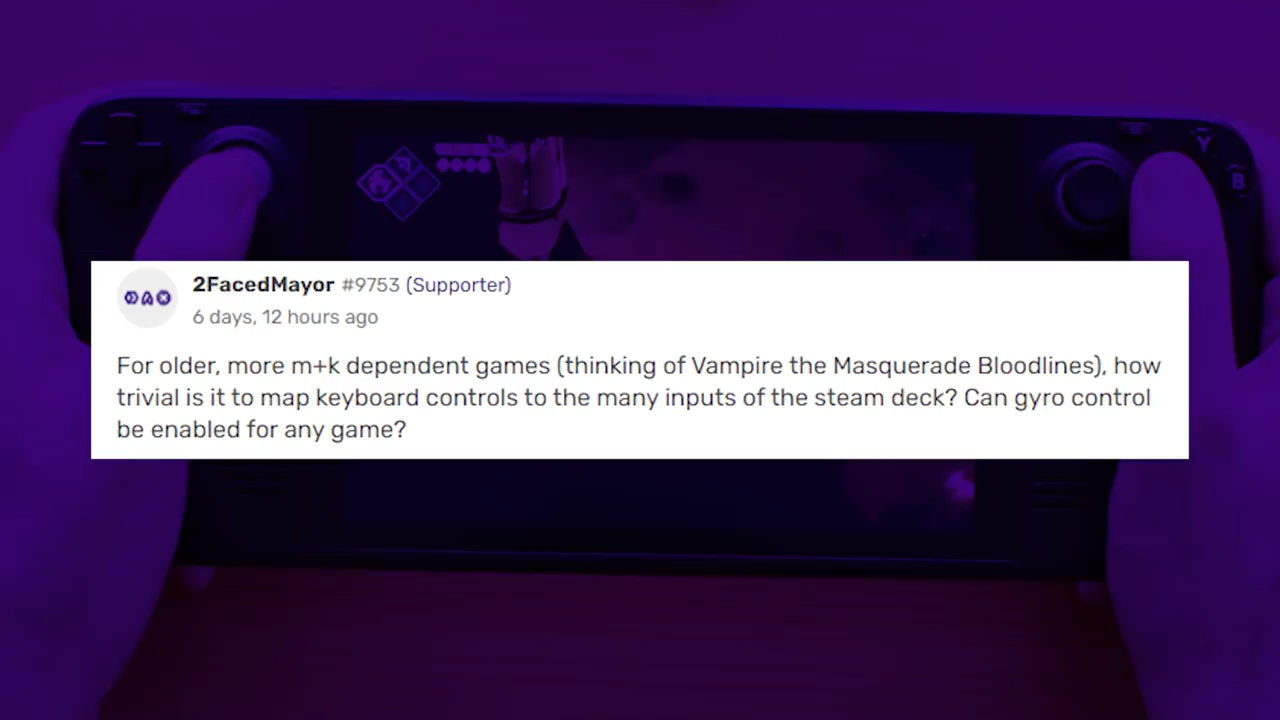 Y
B
2FacedMayor #9753 (Supporter)
6 days, 12 hours ago
For older, more m+k dependent games (thinking of Vampire the Masquerade Bloodlines), how
trivial is it to map keyboard controls to the many inputs of the steam deck? Can gyro control
be enabled for any game?